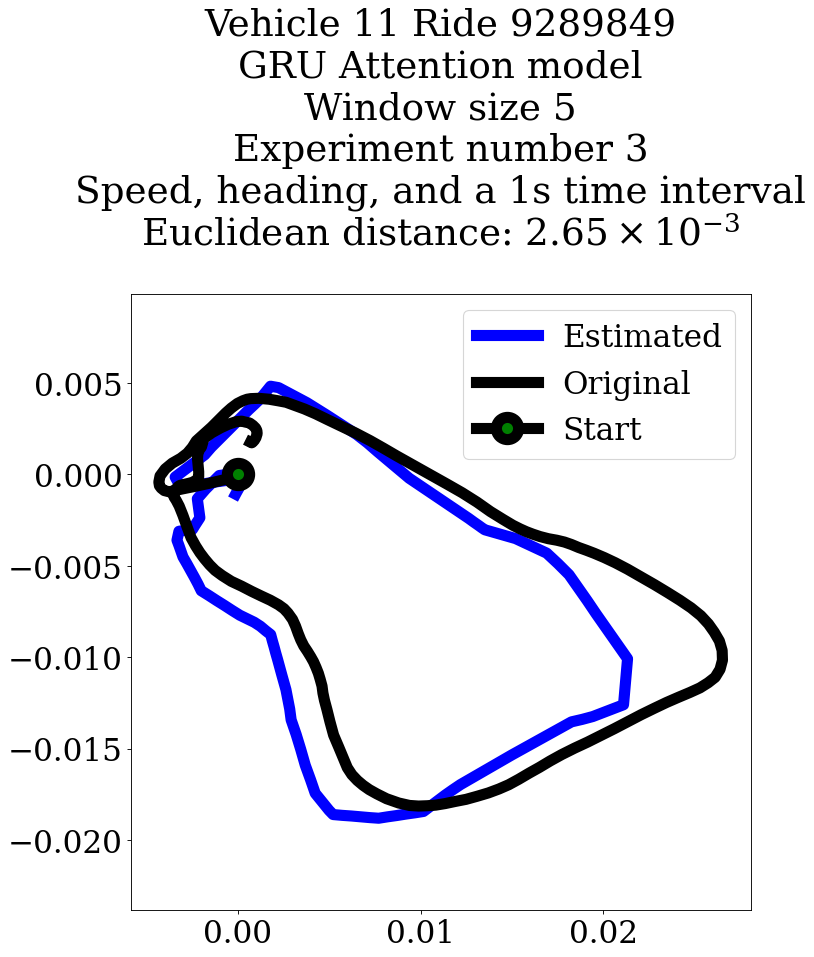 Vehicle 11 Ride 9289849
GRU Attention model
Window size 5
Experiment number 3
Speed, heading, and a 1s time interval
Euclidean distance: 2.65 × 10⁻³
Estimated
Original
Start
0.005
0.000
−0.005
−0.010
−0.015
−0.020
0.00 0.01 0.02